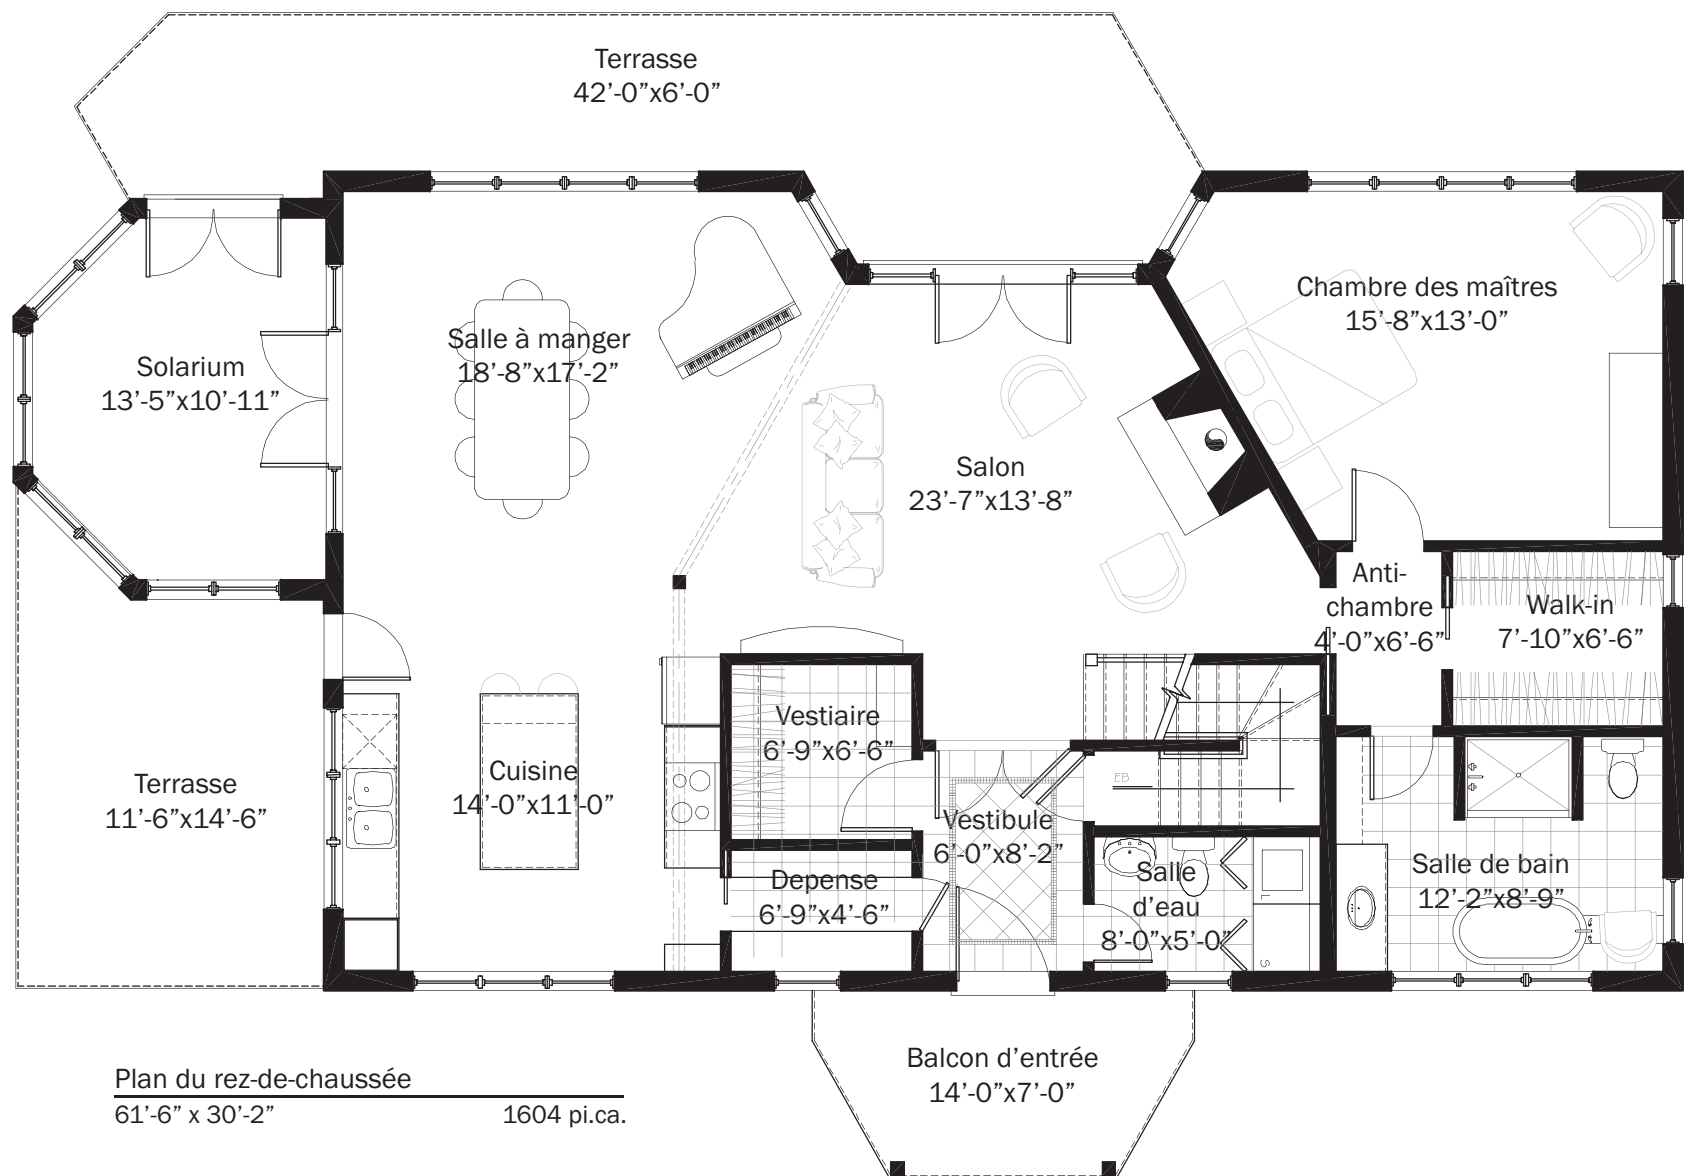 Terrasse
42’-0”x6’-0”
Chambre des maîtres
15’-8”x13’-0”
Salle à manger
18’-8”x17’-2”
Solarium
13’-5”x10’-11”
Salon
23’-7”x13’-8”
Anti-
chambre
4’-0”x6’-6”
Walk-in
7’-10”x6’-6”
Vestiaire
6’-9”x6’-6”
Cuisine
14’-0”x11’-0”
Terrasse
11’-6”x14’-6”
EB
Vestibule
6’-0”x8’-2”
Depense
6’-9”x4’-6”
Salle
d’eau
8’-0”x5’-0”
L
S
Salle de bain
12’-2”x8’-9”
Balcon d’entrée
14’-0”x7’-0”
Plan du rez-de-chaussée
61’-6” x 30’-2” 1604 pi.ca.